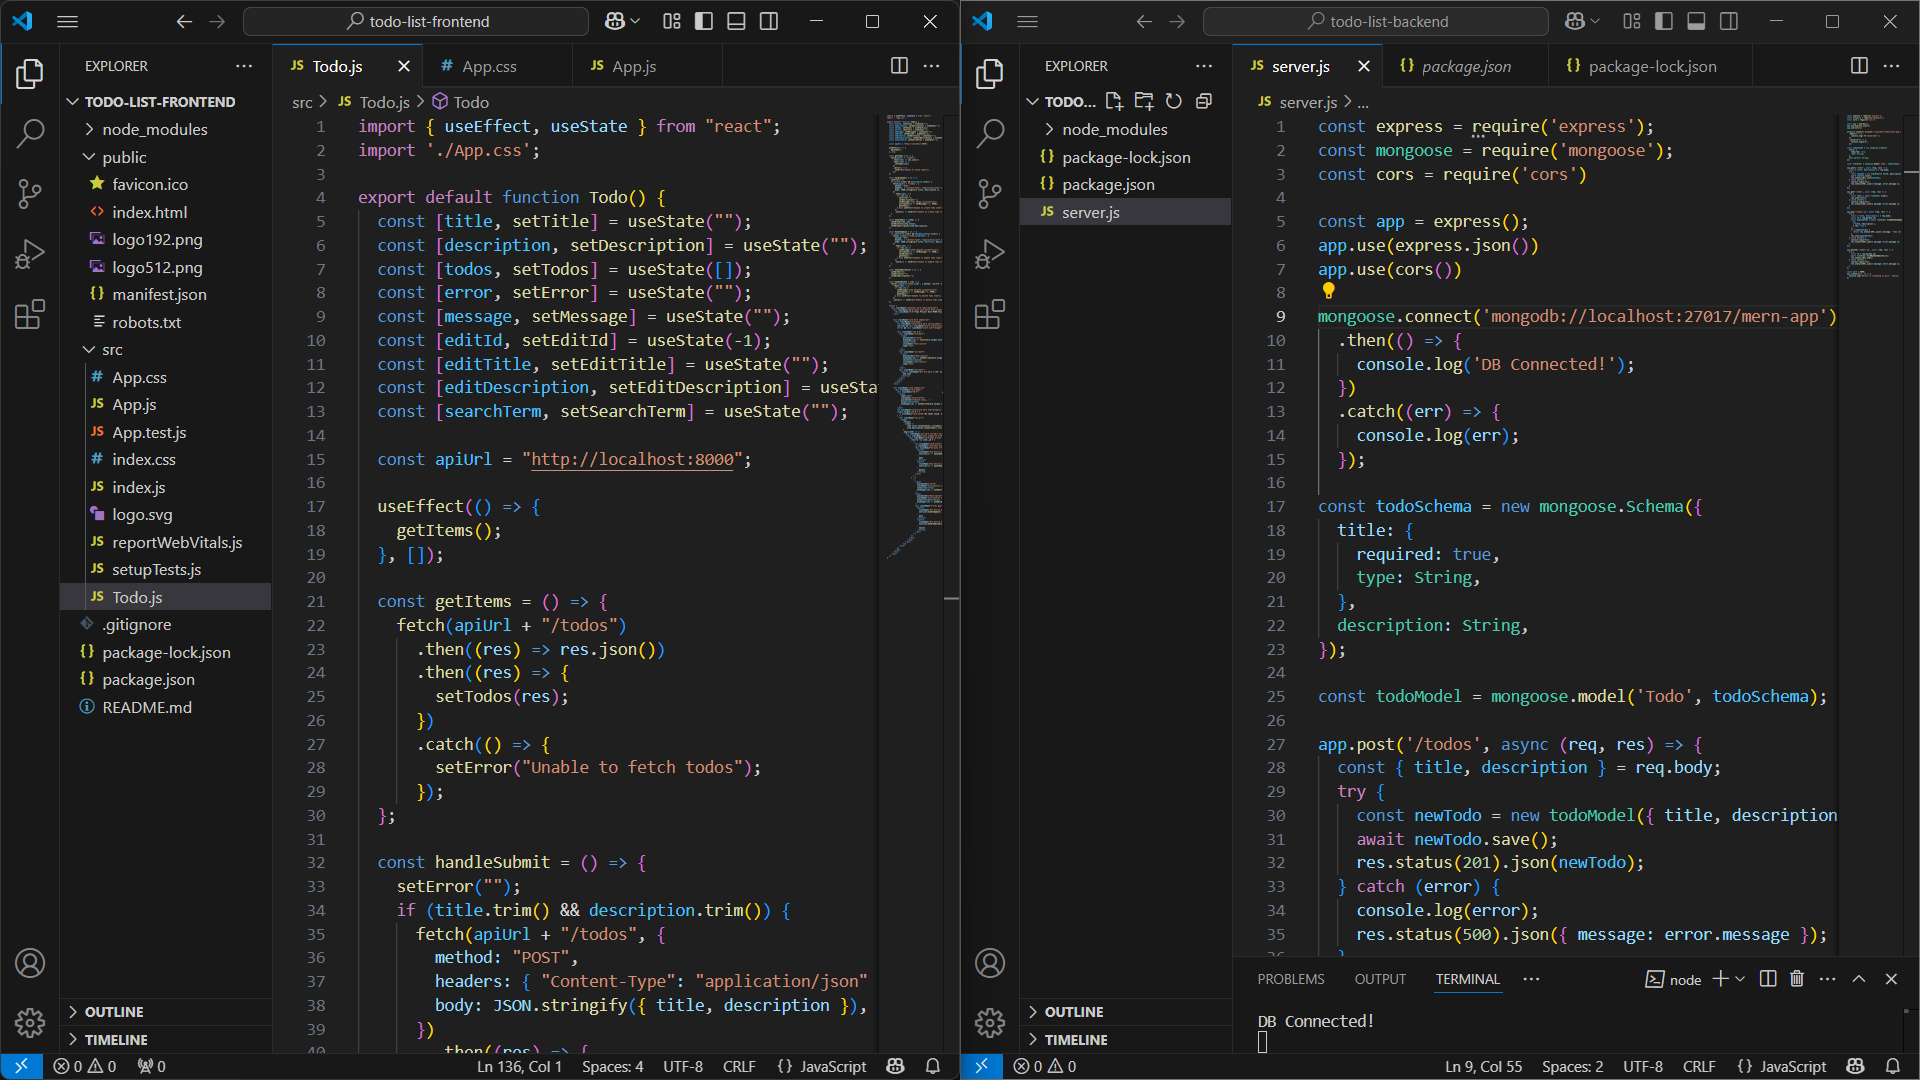 todo-list-frontend
EXPLORER
TODO-LIST-FRONTEND
node_modules
public
favicon.ico
index.html
logo192.png
logo512.png
manifest.json
robots.txt
src
App.css
App.js
App.test.js
index.css
index.js
logo.svg
reportWebVitals.js
setupTests.js
Todo.js
.gitignore
package-lock.json
package.json
README.md
OUTLINE
TIMELINE
Todo.js
App.css
App.js
src > Todo.js > Todo
1 import { useEffect, useState } from "react";
2 import './App.css';
3
4 export default function Todo() {
5 const [title, setTitle] = useState("");
6 const [description, setDescription] = useState("");
7 const [todos, setTodos] = useState([]);
8 const [error, setError] = useState("");
9 const [message, setMessage] = useState("");
10 const [editId, setEditId] = useState(-1);
11 const [editTitle, setEditTitle] = useState("");
12 const [editDescription, setEditDescription] = useSta
13 const [searchTerm, setSearchTerm] = useState("");
14
15 const apiUrl = "http://localhost:8000";
16
17 useEffect(() => {
18 getItems();
19 }, []);
20
21 const getItems = () => {
22 fetch(apiUrl + "/todos")
23 .then((res) => res.json())
24 .then((res) => {
25 setTodos(res);
26 })
27 .catch(() => {
28 setError("Unable to fetch todos");
29 });
30 };
31
32 const handleSubmit = () => {
33 setError("");
34 if (title.trim() && description.trim()) {
35 fetch(apiUrl + "/todos", {
36 method: "POST",
37 headers: { "Content-Type": "application/json"
38 body: JSON.stringify({ title, description }),
39 })
40 .then((res) => {
0 0 0
Ln 136, Col 1
Spaces: 4
UTF-8
CRLF
{} JavaScript
todo-list-backend
EXPLORER
TODO...
node_modules
package-lock.json
package.json
server.js
OUTLINE
TIMELINE
server.js
package.json
package-lock.json
server.js > ...
1 const express = require('express');
2 const mongoose = require('mongoose');
3 const cors = require('cors')
4
5 const app = express();
6 app.use(express.json())
7 app.use(cors())
8
9 mongoose.connect('mongodb://localhost:27017/mern-app')
10 .then(() => {
11 console.log('DB Connected!');
12 })
13 .catch((err) => {
14 console.log(err);
15 });
16
17 const todoSchema = new mongoose.Schema({
18 title: {
19 required: true,
20 type: String,
21 },
22 description: String,
23 });
24
25 const todoModel = mongoose.model('Todo', todoSchema);
26
27 app.post('/todos', async (req, res) => {
28 const { title, description } = req.body;
29 try {
30 const newTodo = new todoModel({ title, description
31 await newTodo.save();
32 res.status(201).json(newTodo);
33 } catch (error) {
34 console.log(error);
35 res.status(500).json({ message: error.message });
PROBLEMS
OUTPUT
TERMINAL
node
DB Connected!
0 0
Ln 9, Col 55
Spaces: 2
UTF-8
CRLF
{} JavaScript